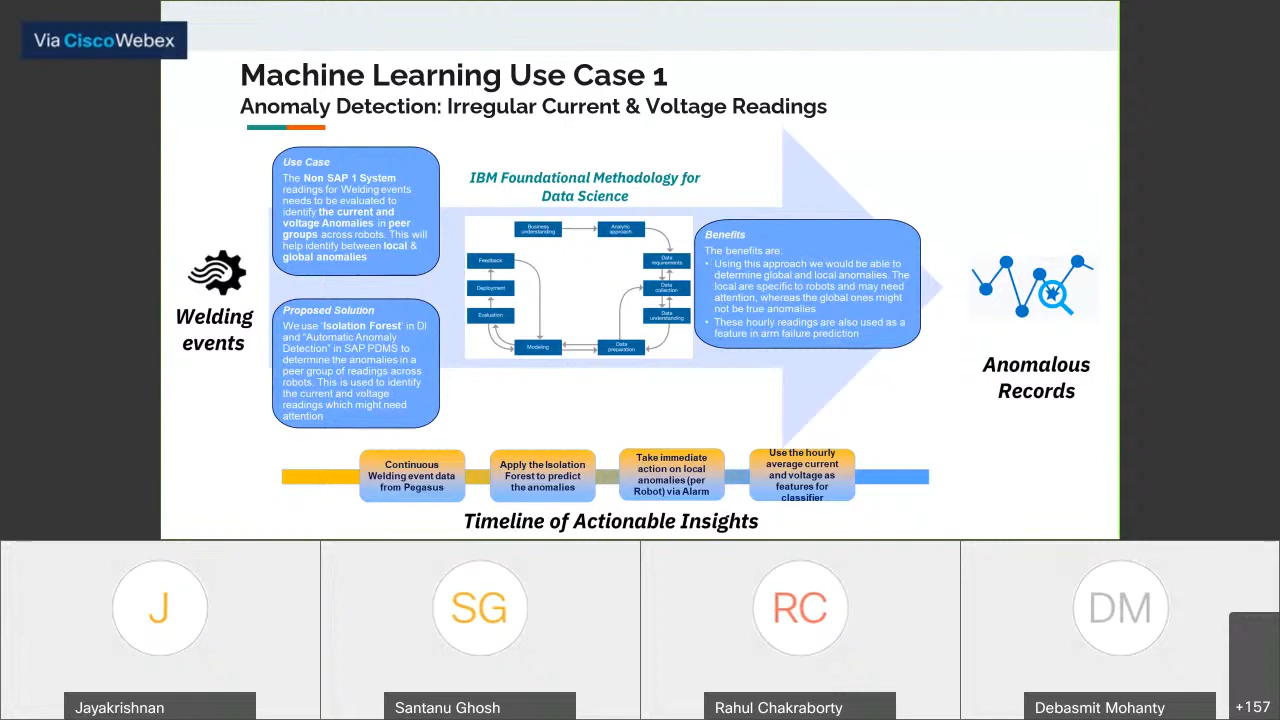 Via CiscoWebex
Machine Learning Use Case 1
Anomaly Detection: Irregular Current & Voltage Readings
Use Case
The Non SAP 1 System
readings for Welding events
needs to be evaluated to
identify the current and
voltage Anomalies in peer
groups across robots. This will
help identify between local &
global anomalies
Proposed Solution
We use 'Isolation Forest' in DI
and "Automatic Anomaly
Detection" in SAP PDMS to
determine the anomalies in a
peer group of readings across
robots. This is used to identify
the current and voltage
readings which might need
attention
Welding
events
IBM Foundational Methodology for
Data Science
Business
understanding
Analytic
approach
Feedback
Data
requirements
Deployment
Data
collection
Evaluation
Data
understanding
Modeling
Data
preparation
Benefits
The benefits are:
• Using this approach we would be able to
determine global and local anomalies. The
local are specific to robots and may need
attention, whereas the global ones might
not be true anomalies
• These hourly readings are also used as a
feature in arm failure prediction
Anomalous
Records
Continuous
Welding event data
from Pegasus
Apply the Isolation
Forest to predict
the anomalies
Take immediate
action on local
anomalies (per
Robot) via Alarm
Use the hourly
average current
and voltage as
features for
classifier
Timeline of Actionable Insights
J
SG
RC
DM
Jayakrishnan
Santanu Ghosh
Rahul Chakraborty
Debasmit Mohanty
+157